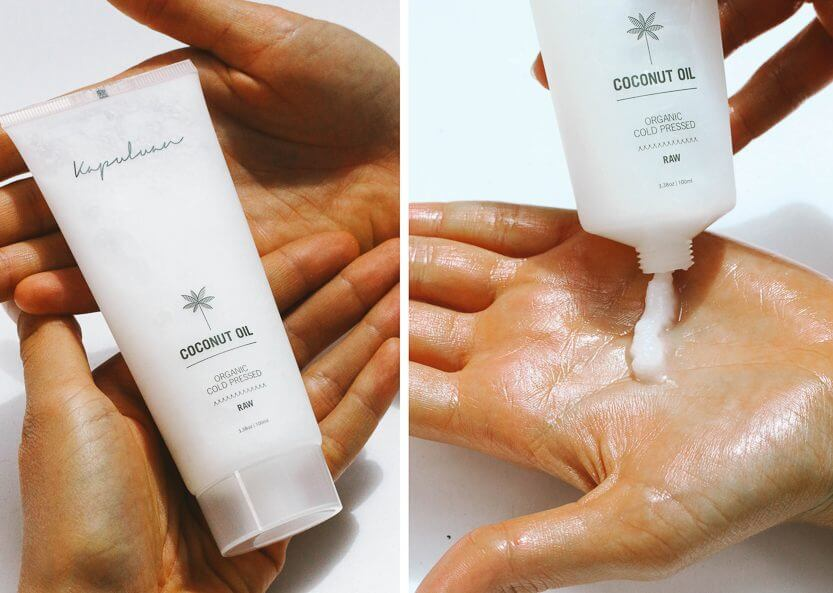 Kapuluan
COCONUT OIL
ORGANIC
COLD PRESSED
RAW
3.38oz | 100ml
COCONUT OIL
ORGANIC
COLD PRESSED
RAW
3.38oz | 100ml